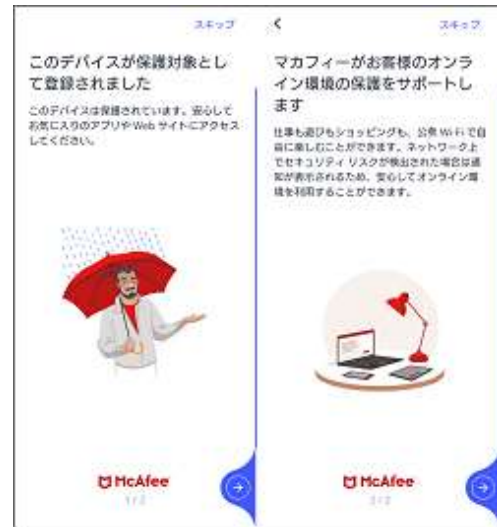 スキップ
このデバイスが保護対象とし
て登録されました
このデバイスは保護されています。安心して
お気に入りのアプリや Web サイトにアクセス
してください。
McAfee
1 / 2
スキップ
マカフィーがお客様のオンラ
イン環境の保護をサポートし
ます
仕事も遊びもショッピングも、公衆 Wi-Fi で自
由に楽しむことができます。ネットワーク上
でセキュリティ リスクが検出された場合は通
知が表示されるため、安心してオンライン環
境を利用することができます。
McAfee
2 / 2